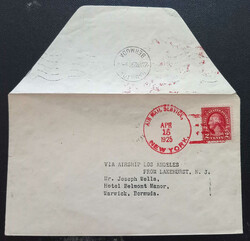 AIR MAIL SERVICE
APR
15
1925
NEW YORK
VIA AIRSHIP LOS ANGELES
FROM LAKEHURST, N. J.
Mr. Joseph Wells,
Hotel Belmont Manor,
Warwick, Bermuda.